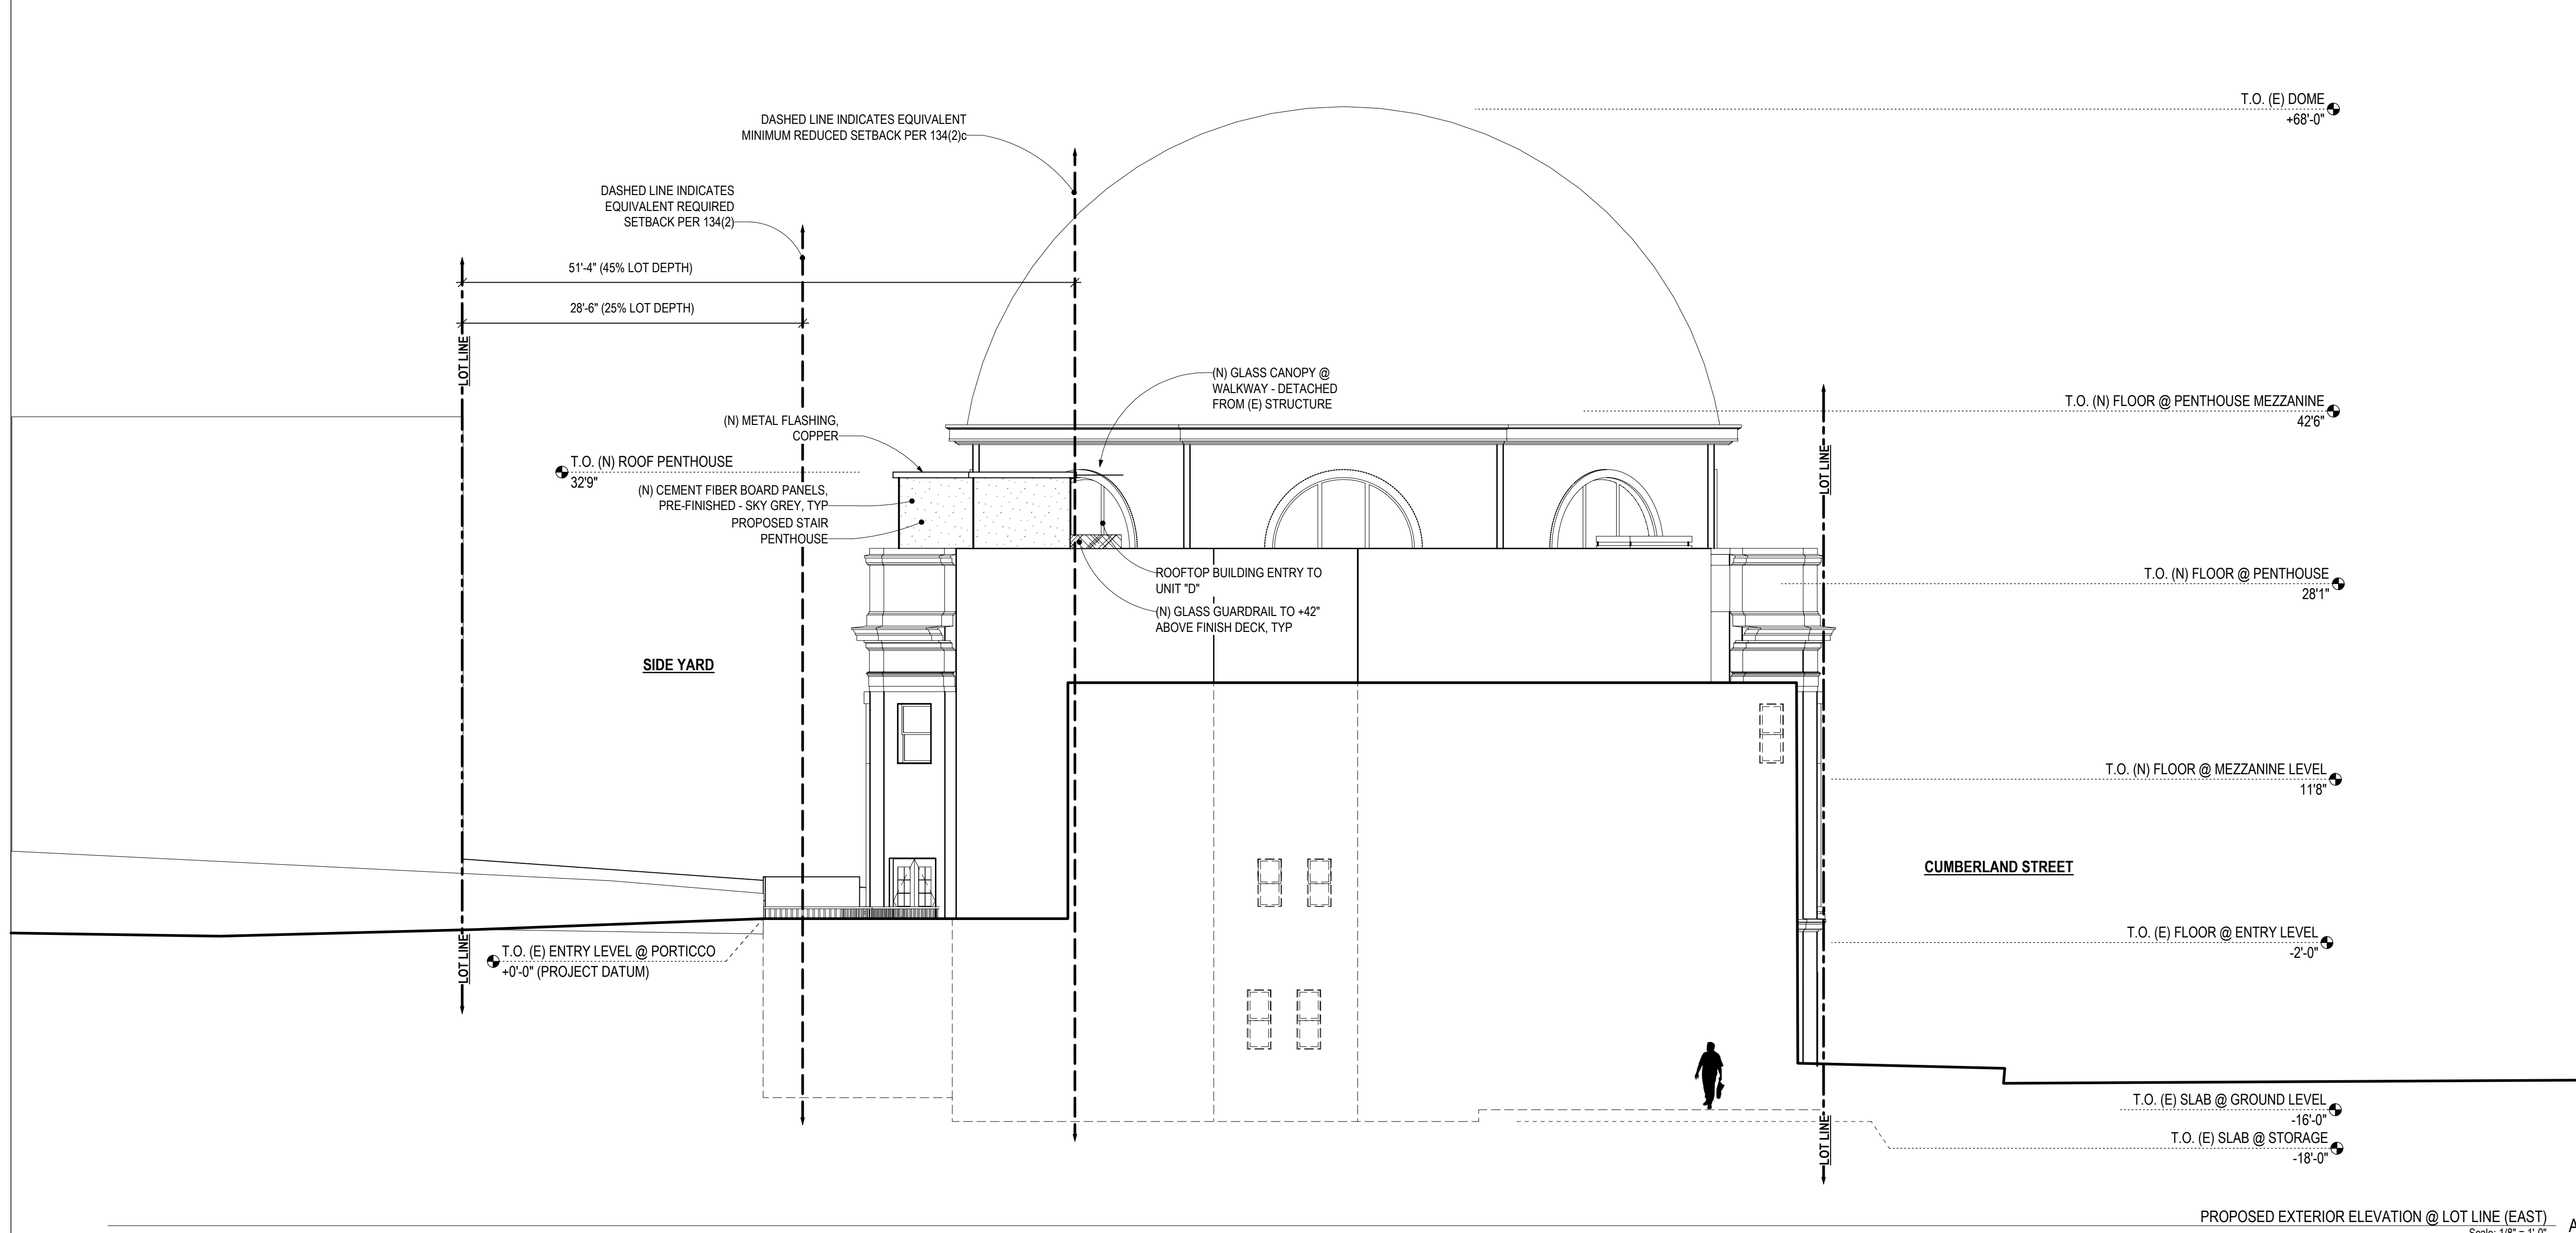 T.O. (E) DOME
+68'-0"
DASHED LINE INDICATES EQUIVALENT
MINIMUM REDUCED SETBACK PER 134(2)c
DASHED LINE INDICATES
EQUIVALENT REQUIRED
SETBACK PER 134(2)
51'-4" (45% LOT DEPTH)
28'-6" (25% LOT DEPTH)
LOT LINE
(N) GLASS CANOPY @
WALKWAY - DETACHED
FROM (E) STRUCTURE
T.O. (N) FLOOR @ PENTHOUSE MEZZANINE
42'6"
(N) METAL FLASHING,
COPPER
LOT LINE
T.O. (N) ROOF PENTHOUSE
32'9"
(N) CEMENT FIBER BOARD PANELS,
PRE-FINISHED - SKY GREY, TYP
PROPOSED STAIR
PENTHOUSE
ROOFTOP BUILDING ENTRY TO
UNIT "D"
T.O. (N) FLOOR @ PENTHOUSE
28'1"
(N) GLASS GUARDRAIL TO +42"
ABOVE FINISH DECK, TYP
SIDE YARD
T.O. (N) FLOOR @ MEZZANINE LEVEL
11'8"
CUMBERLAND STREET
T.O. (E) FLOOR @ ENTRY LEVEL
-2'-0"
LOT LINE
T.O. (E) ENTRY LEVEL @ PORTICCO
+0'-0" (PROJECT DATUM)
T.O. (E) SLAB @ GROUND LEVEL
-16'-0"
LOT LINE
T.O. (E) SLAB @ STORAGE
-18'-0"
PROPOSED EXTERIOR ELEVATION @ LOT LINE (EAST)
Scale: 1/8" = 1'-0"
A